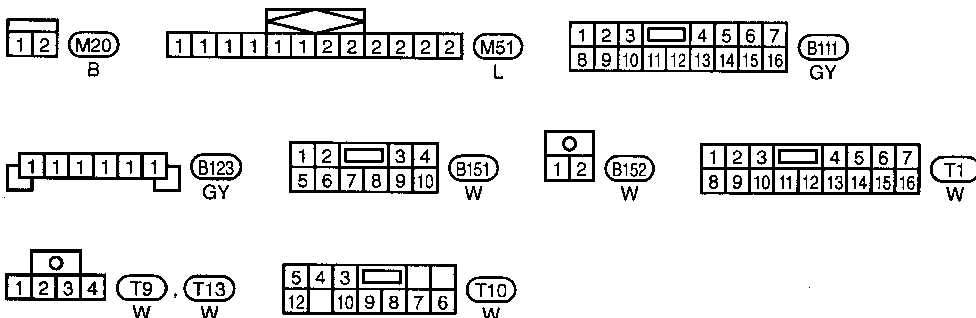 1 2 M20
B
1 1 1 1 1 1 2 2 2 2 2 2 M51
L
1 2 3 4 5 6 7
8 9 10 11 12 13 14 15 16
B111
GY
1 1 1 1 1 1 B123
GY
1 2 3 4
5 6 7 8 9 10
B151
W
1 2 B152
W
1 2 3 4 5 6 7
8 9 10 11 12 13 14 15 16
T1
W
1 2 3 4 T9 , T13
W W
5 4 3
12 10 9 8 7 6
T10
W